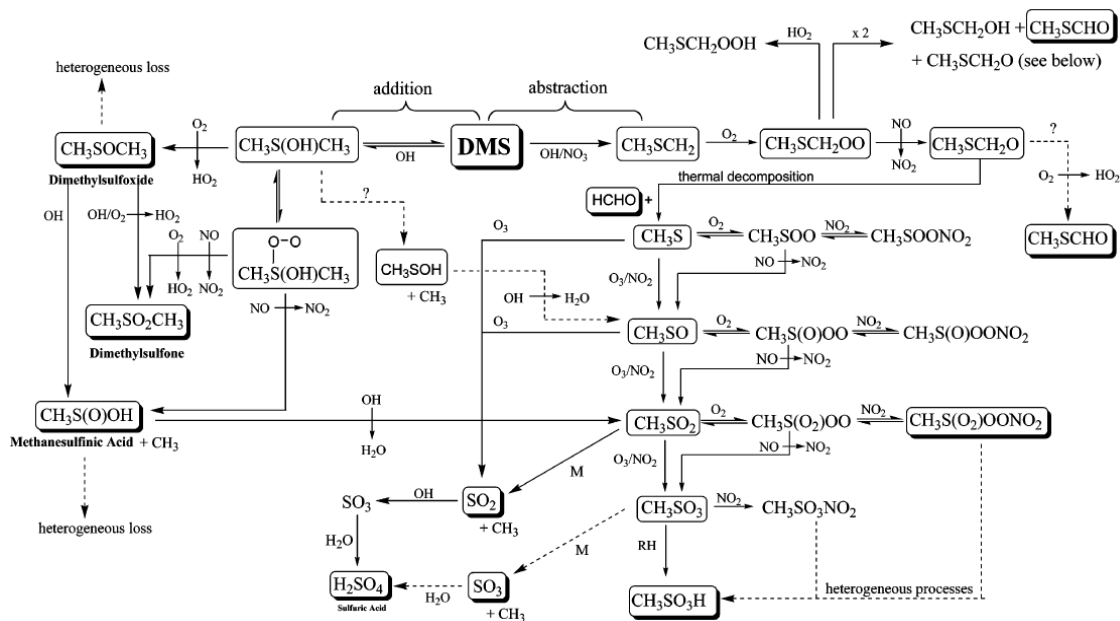 CH₃SCH₂OOH
HO₂
x 2
CH₃SCH₂OH + CH₃SCHO
+ CH₃SCH₂O (see below)
heterogeneous loss
addition
abstraction
CH₃SOCH₃
Dimethylsulfoxide
O₂
HO₂
CH₃S(OH)CH₃
OH
DMS
OH/NO₃
CH₃SCH₂
O₂
CH₃SCH₂OO
NO
NO₂
CH₃SCH₂O
?
O₂
HO₂
CH₃SCHO
thermal decomposition
HCHO +
OH
OH/O₂
HO₂
O₂
NO
HO₂
NO₂
O-O
CH₃S(OH)CH₃
?
CH₃SOH
+ CH₃
O₃
CH₃S
O₂
CH₃SOO
NO₂
CH₃SOONO₂
O₃/NO₂
NO
NO₂
OH
H₂O
CH₃SO₂CH₃
Dimethylsulfone
NO
NO₂
O₃
CH₃SO
O₂
CH₃S(O)OO
NO₂
CH₃S(O)OONO₂
O₃/NO₂
NO
NO₂
CH₃S(O)OH
Methanesulfinic Acid + CH₃
OH
H₂O
CH₃SO₂
O₂
CH₃S(O₂)OO
NO₂
CH₃S(O₂)OONO₂
O₃/NO₂
NO
NO₂
M
heterogeneous loss
SO₃
OH
SO₂
+ CH₃
CH₃SO₃
NO₂
CH₃SO₃NO₂
H₂O
M
RH
H₂SO₄
Sulfuric Acid
H₂O
SO₃
+ CH₃
CH₃SO₃H
heterogeneous processes